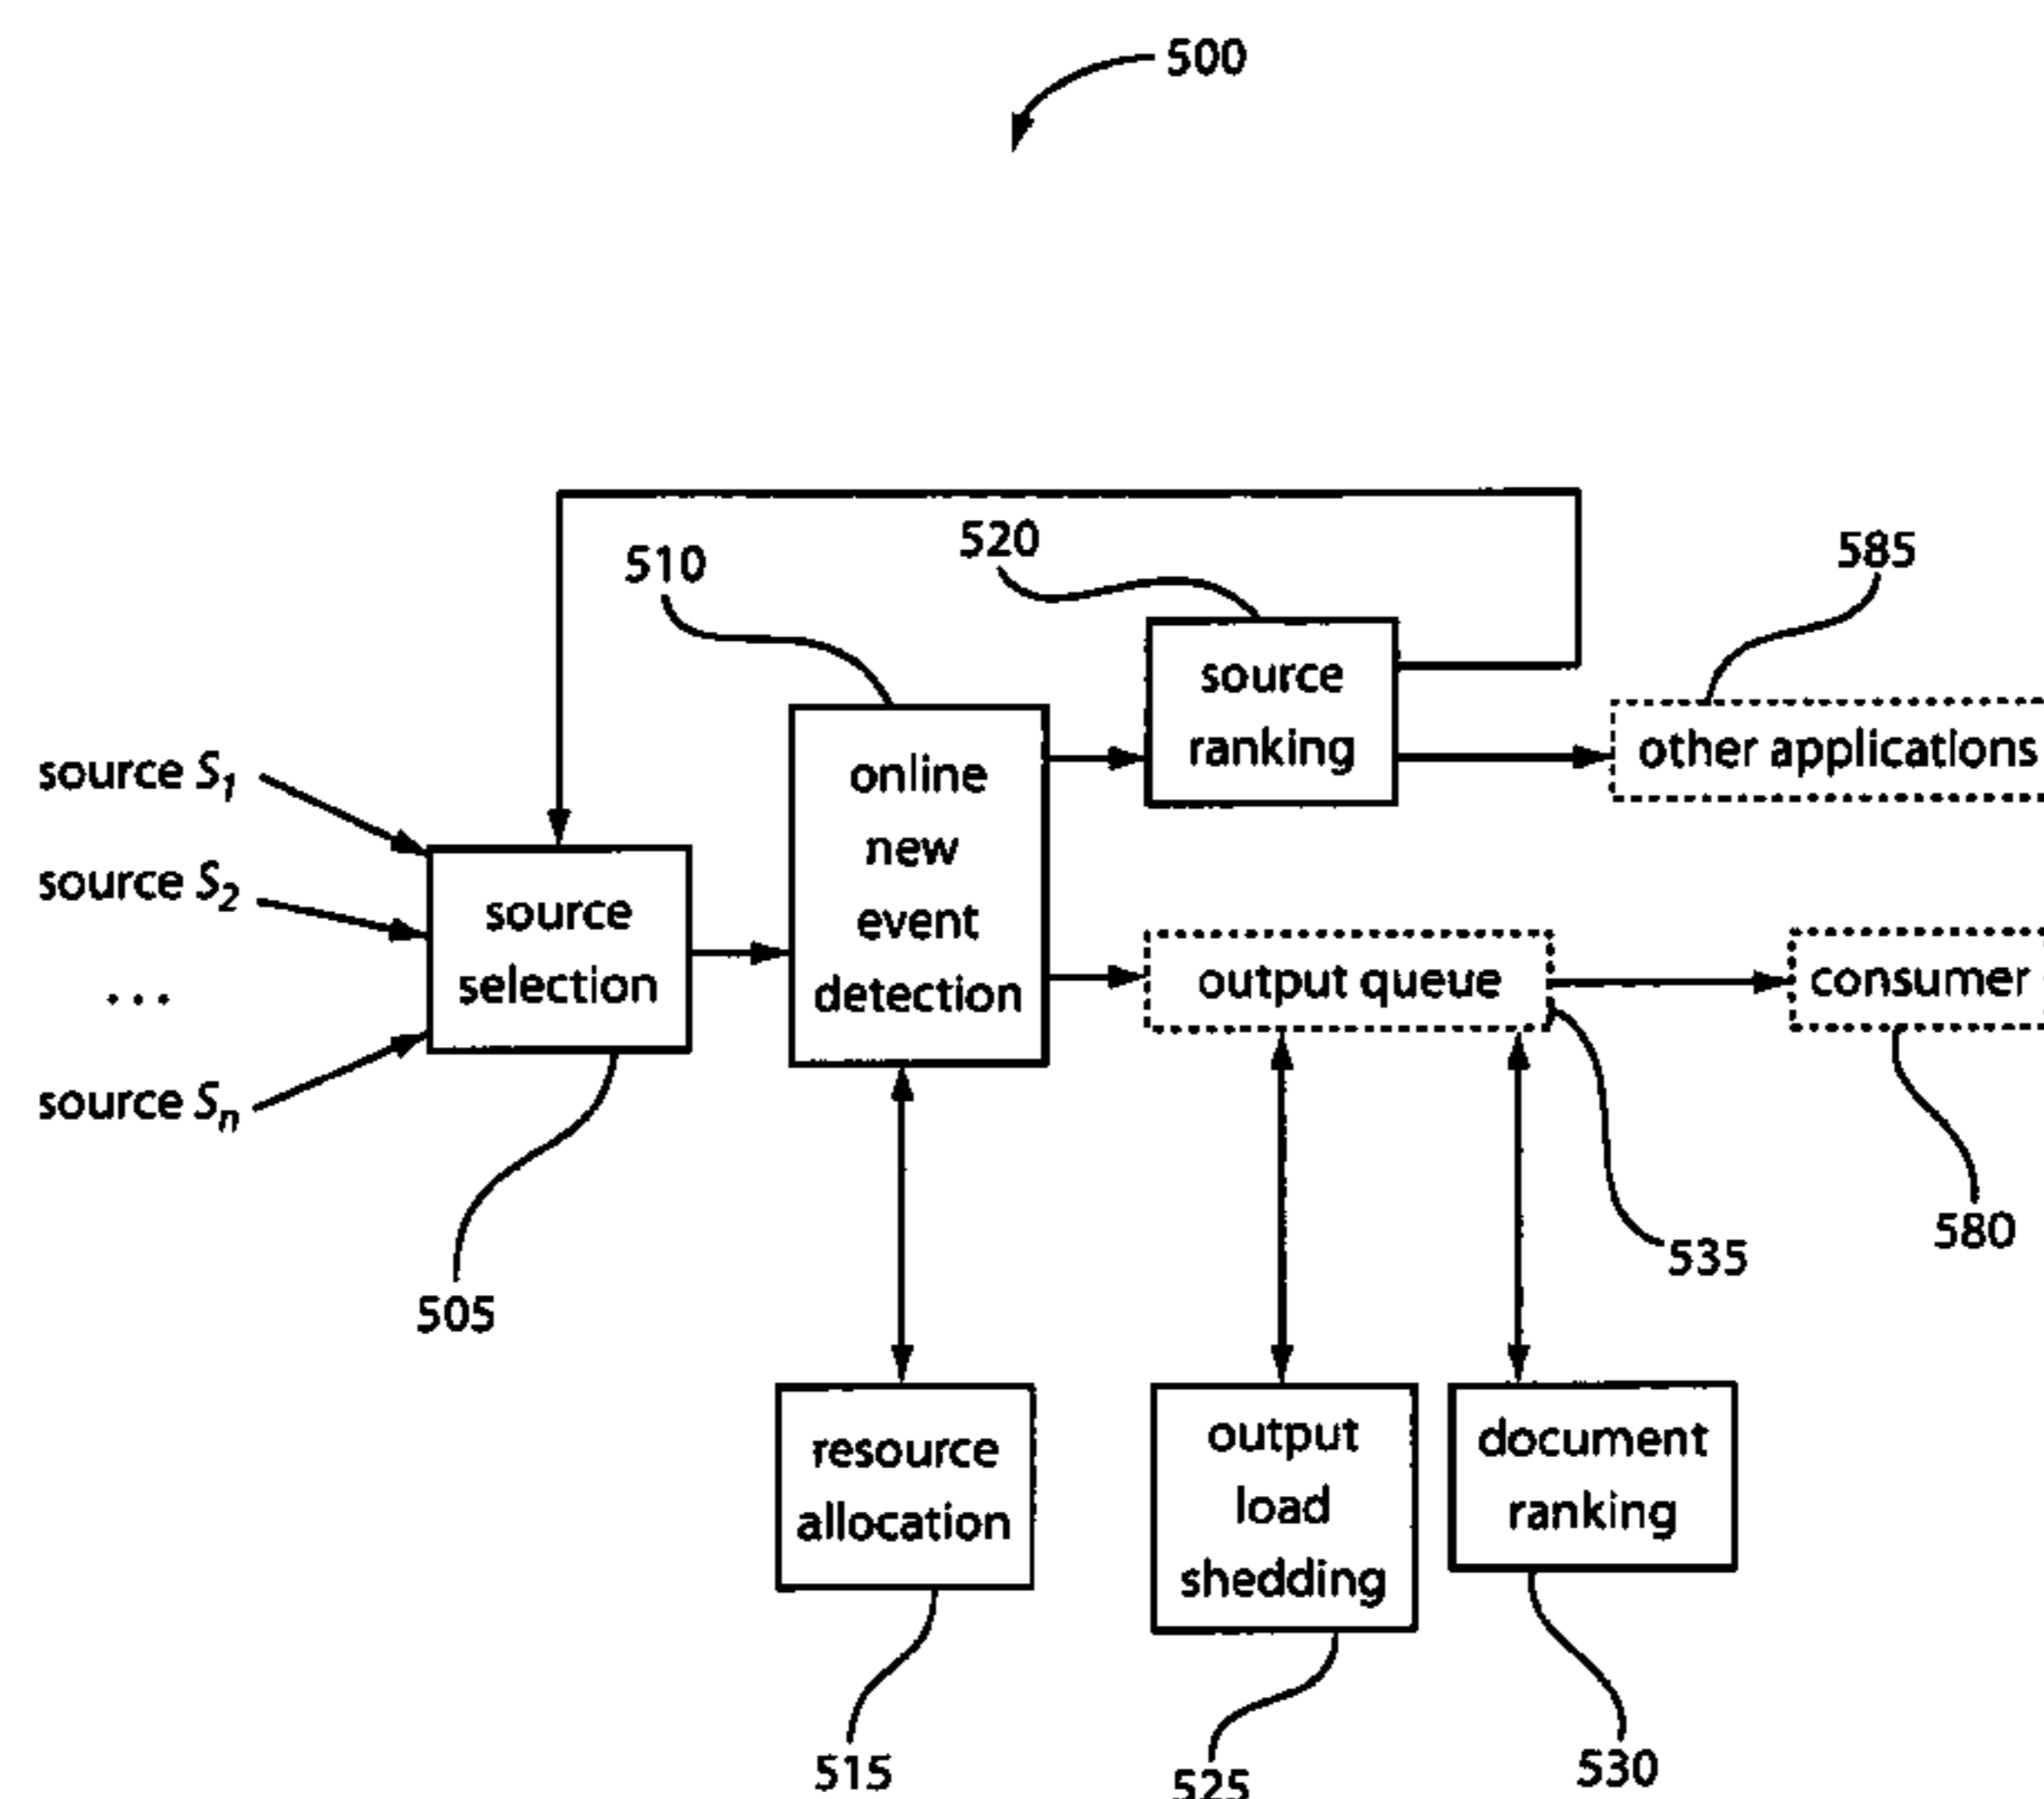 500
510
520
585
source
ranking
other applications
source S1
source S2
...
source Sn
source
selection
online
new
event
detection
output queue
consumer
505
535
580
resource
allocation
output
load
shedding
document
ranking
515
525
530